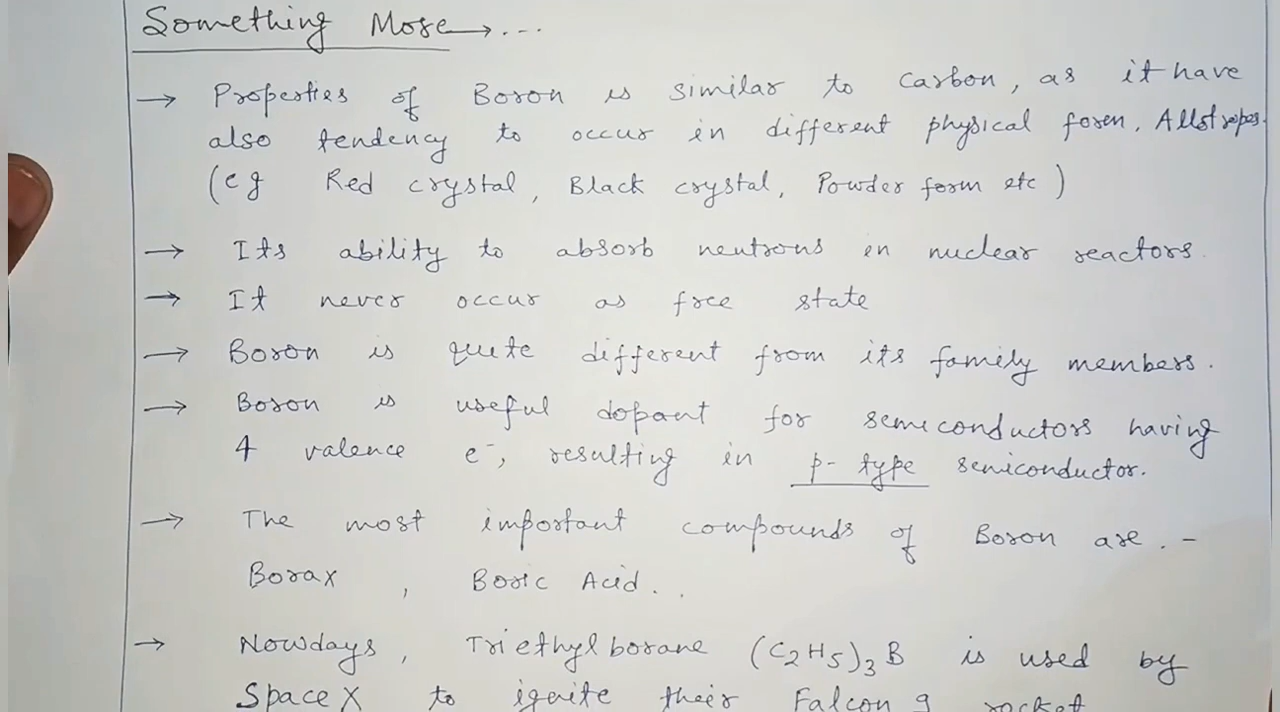 Something More → ...
→ Properties of Boron is similar to carbon, as it have
also tendency to occur in different physical form. Allotropes.
(eg Red crystal, Black crystal, Powder form etc)
→ Its ability to absorb neutrons in nuclear reactors.
→ It never occur as free state
→ Boron is quite different from its family members.
→ Boron is useful dopant for semiconductors having
4 valence e⁻, resulting in p-type semiconductor.
→ The most important compounds of Boron are. -
Borax, Boric Acid..
→ Nowdays, Triethylborane (C₂H₅)₃B is used by
SpaceX to ignite their Falcon 9 rocket